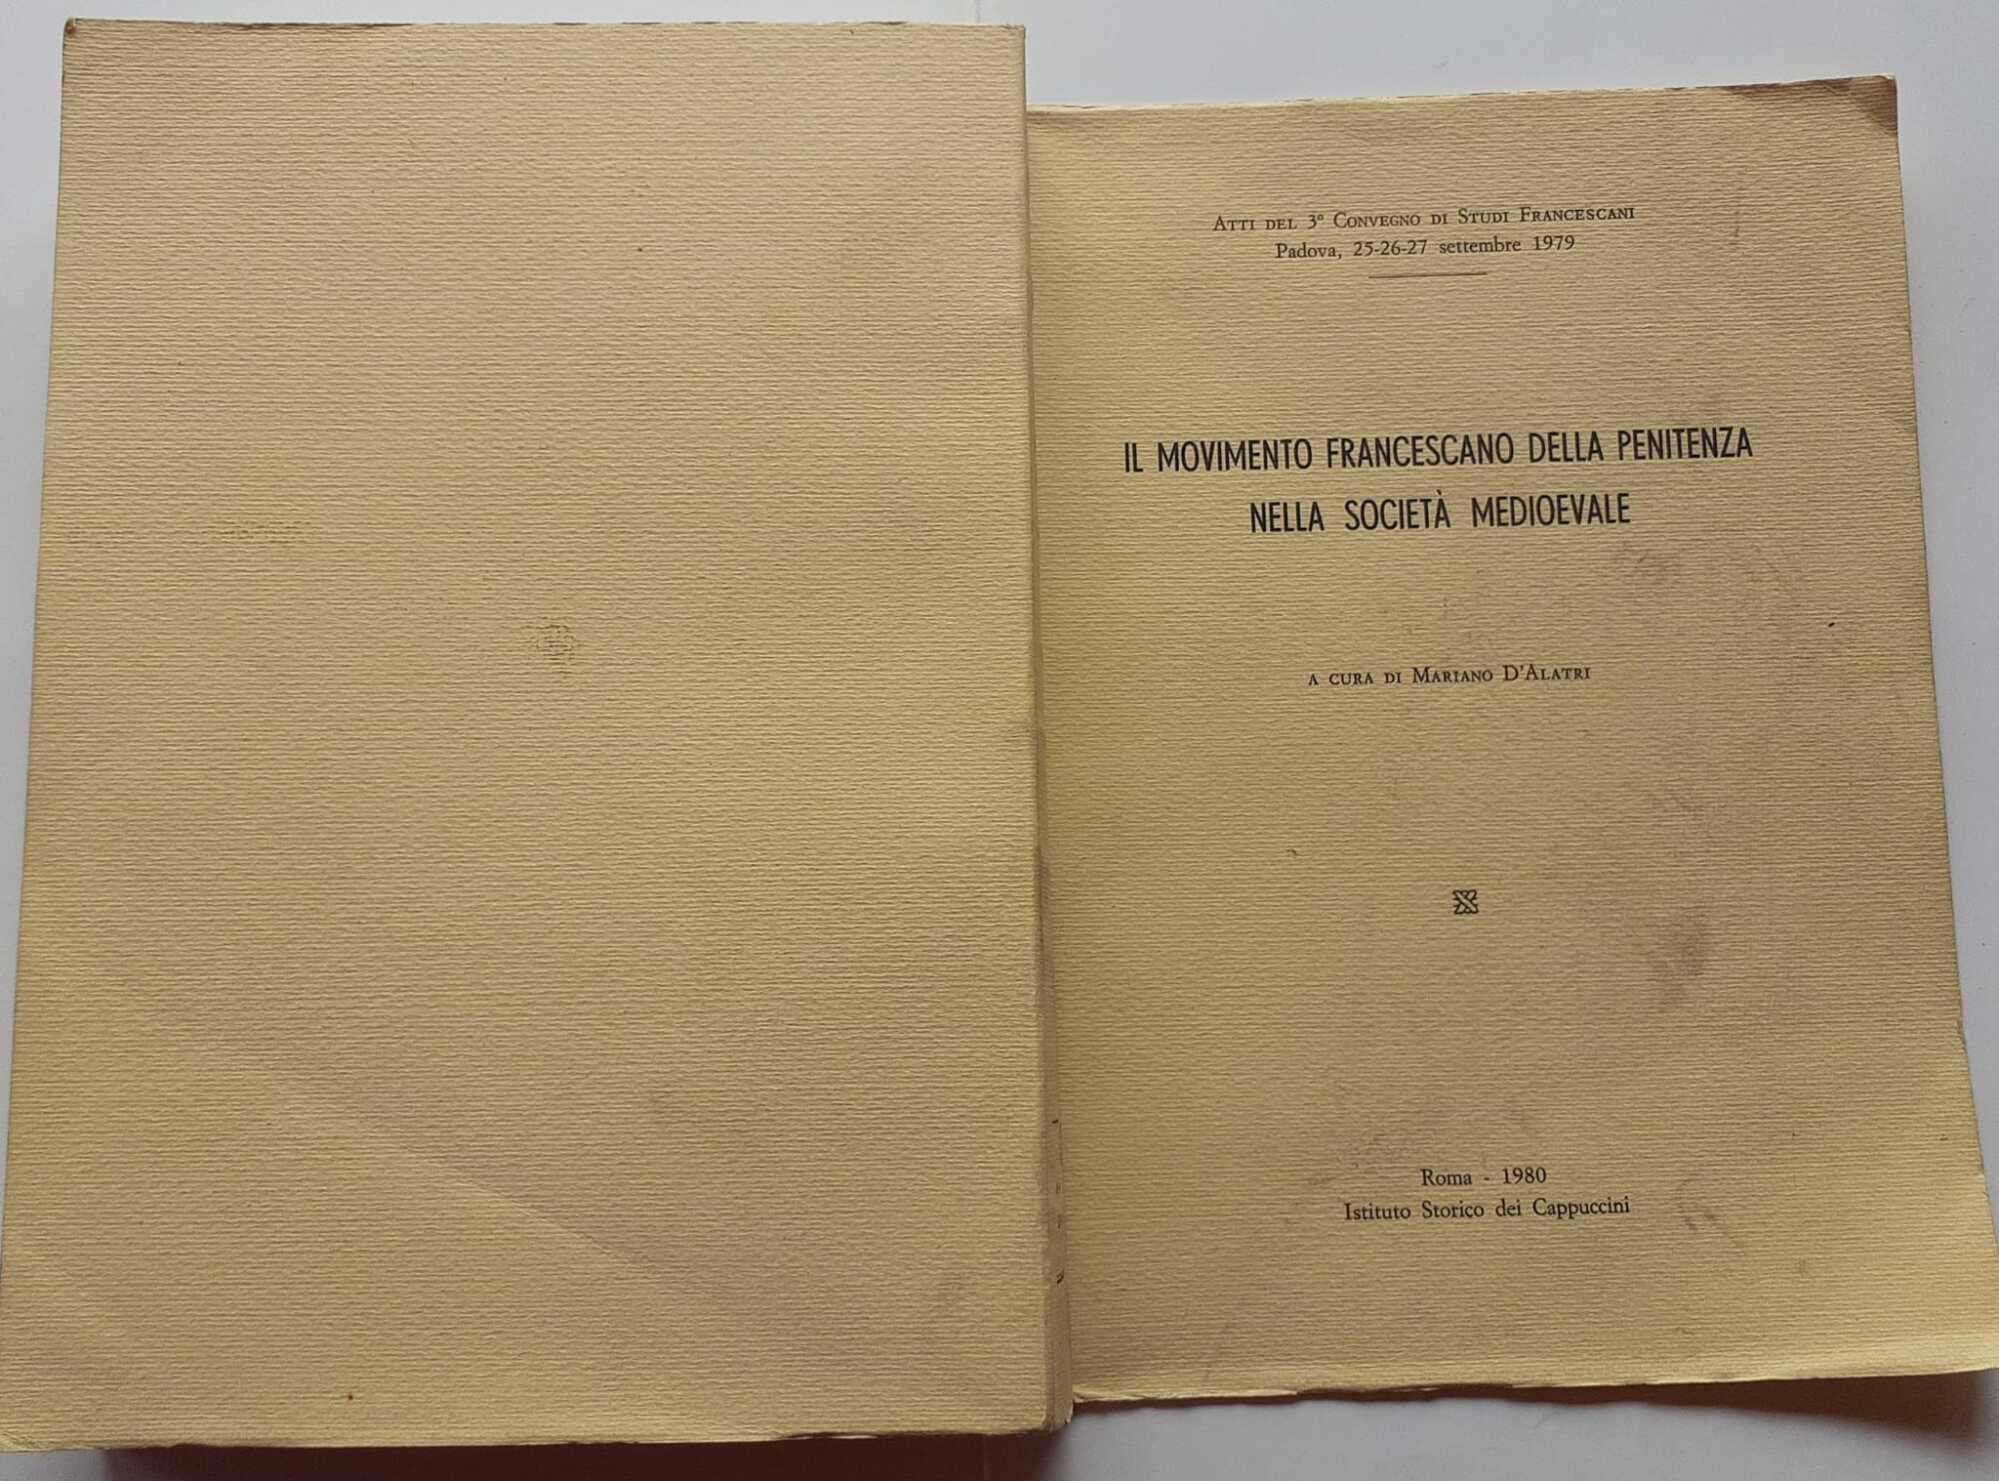 Atti del 3° Convegno di Studi Francescani
Padova, 25-26-27 settembre 1979
IL MOVIMENTO FRANCESCANO DELLA PENITENZA
NELLA SOCIETÀ MEDIOEVALE
a cura di Mariano D'Alatri
Roma - 1980
Istituto Storico dei Cappuccini